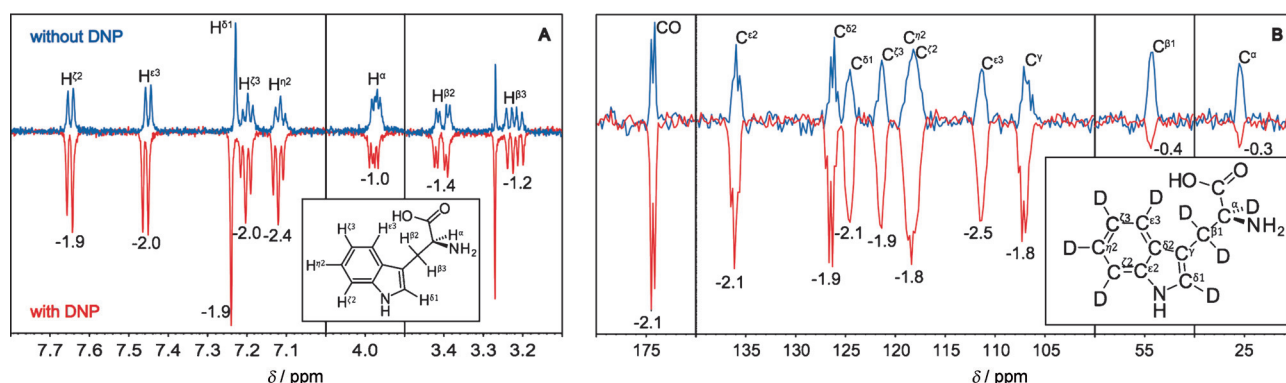 without DNP
A
Hζ2
Hε3
Hδ1
Hζ3
Hη2
Hα
Hβ2
Hβ3
-1.9
-2.0
-1.9
-2.0
-2.4
-1.0
-1.4
-1.2
with DNP
HO
O
Hα
NH2
Hβ2
Hβ3
Hε3
Hζ3
Hη2
Hζ2
N
H
Hδ1
7.7 7.6 7.5 7.4 7.3 7.2 7.1 4.0 3.4 3.3 3.2
δ / ppm
CO
Cε2
Cδ2
Cδ1
Cζ3
Cη2
Cζ2
Cε3
Cγ
Cβ1
Cα
B
-2.1
-2.1
-1.9
-2.1
-1.9
-1.8
-2.5
-1.8
-0.4
-0.3
HO
O
α
D
NH2
D
β1
D
D
D
ε3
ζ3
D
η2
ζ2
δ2
ε2
γ
δ1
D
D
NH
175 135 130 125 120 115 110 105 55 25
δ / ppm